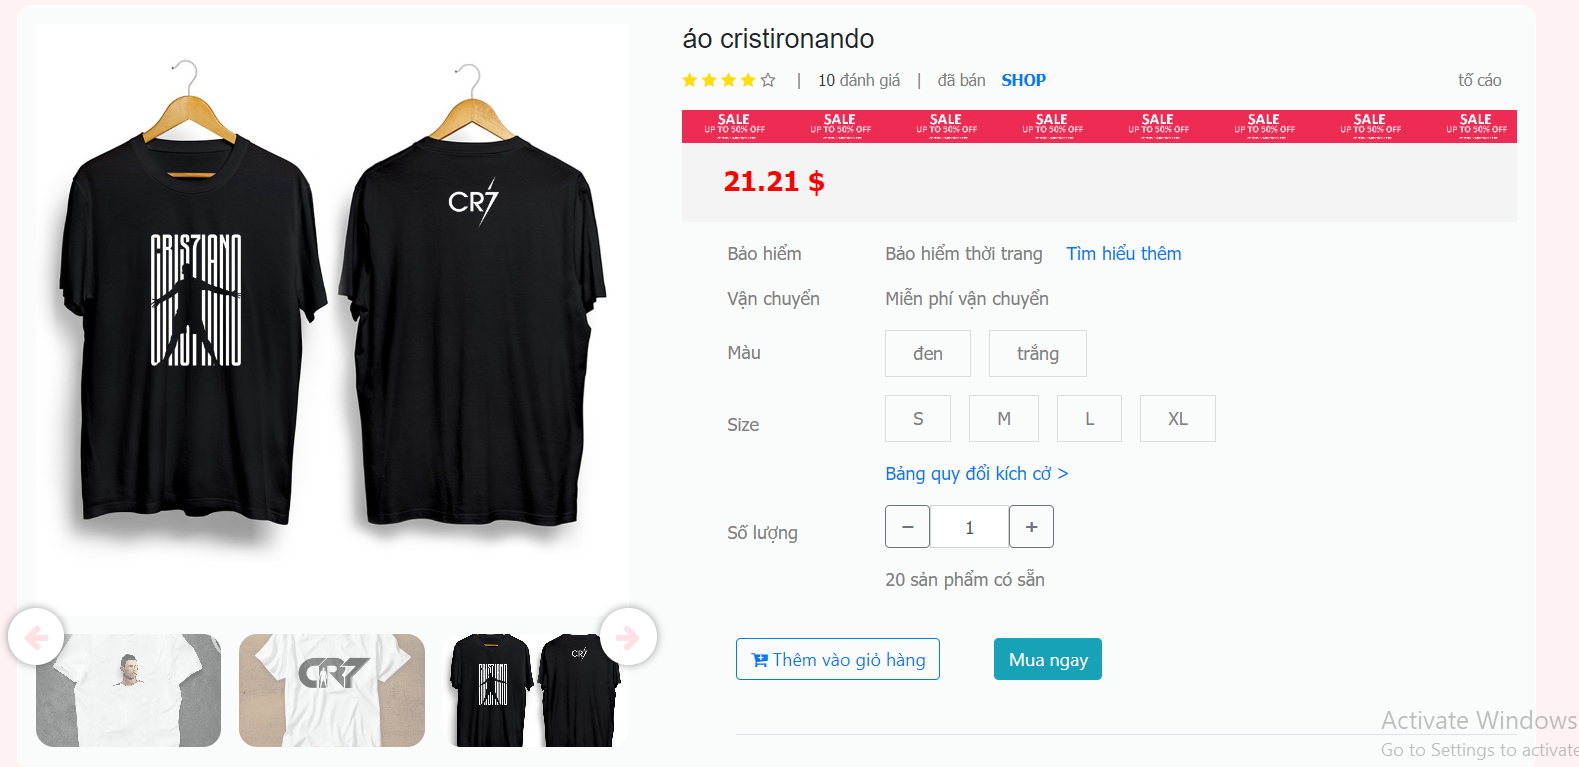 áo cristironando
| 10 đánh giá | đã bán SHOP
tố cáo
SALE SALE SALE SALE SALE SALE SALE SALE
UP TO 50% OFF UP TO 50% OFF UP TO 50% OFF UP TO 50% OFF UP TO 50% OFF UP TO 50% OFF UP TO 50% OFF UP TO 50% OFF
21.21 $
Bảo hiểm Bảo hiểm thời trang Tìm hiểu thêm
Vận chuyển Miễn phí vận chuyển
Màu đen trắng
Size S M L XL
Bảng quy đổi kích cở >
Số lượng − 1 +
20 sản phẩm có sẵn
Thêm vào giỏ hàng Mua ngay
CRIS7IANO
CR7
CR7
CRIS7IANO
CR7
Activate Windows
Go to Settings to activate